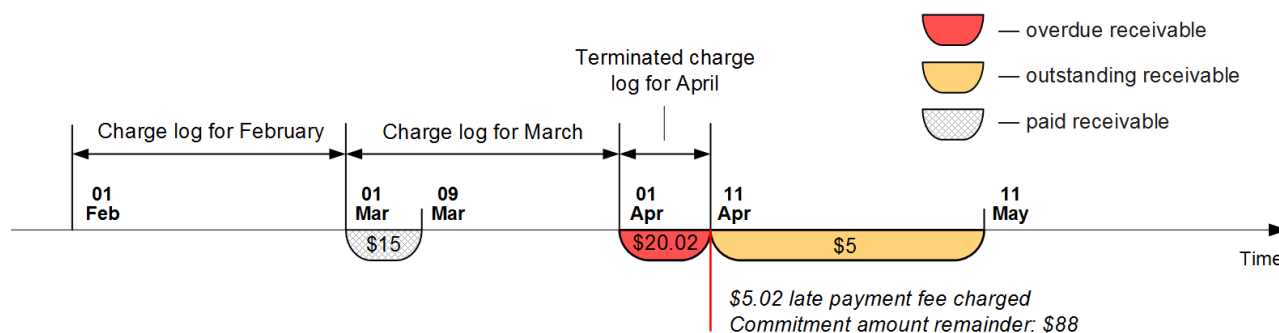 — overdue receivable
— outstanding receivable
— paid receivable
Terminated charge
log for April
Charge log for February
Charge log for March
01
Feb
01
Mar
09
Mar
01
Apr
11
Apr
11
May
$15
$20.02
$5
Time
$5.02 late payment fee charged
Commitment amount remainder: $88